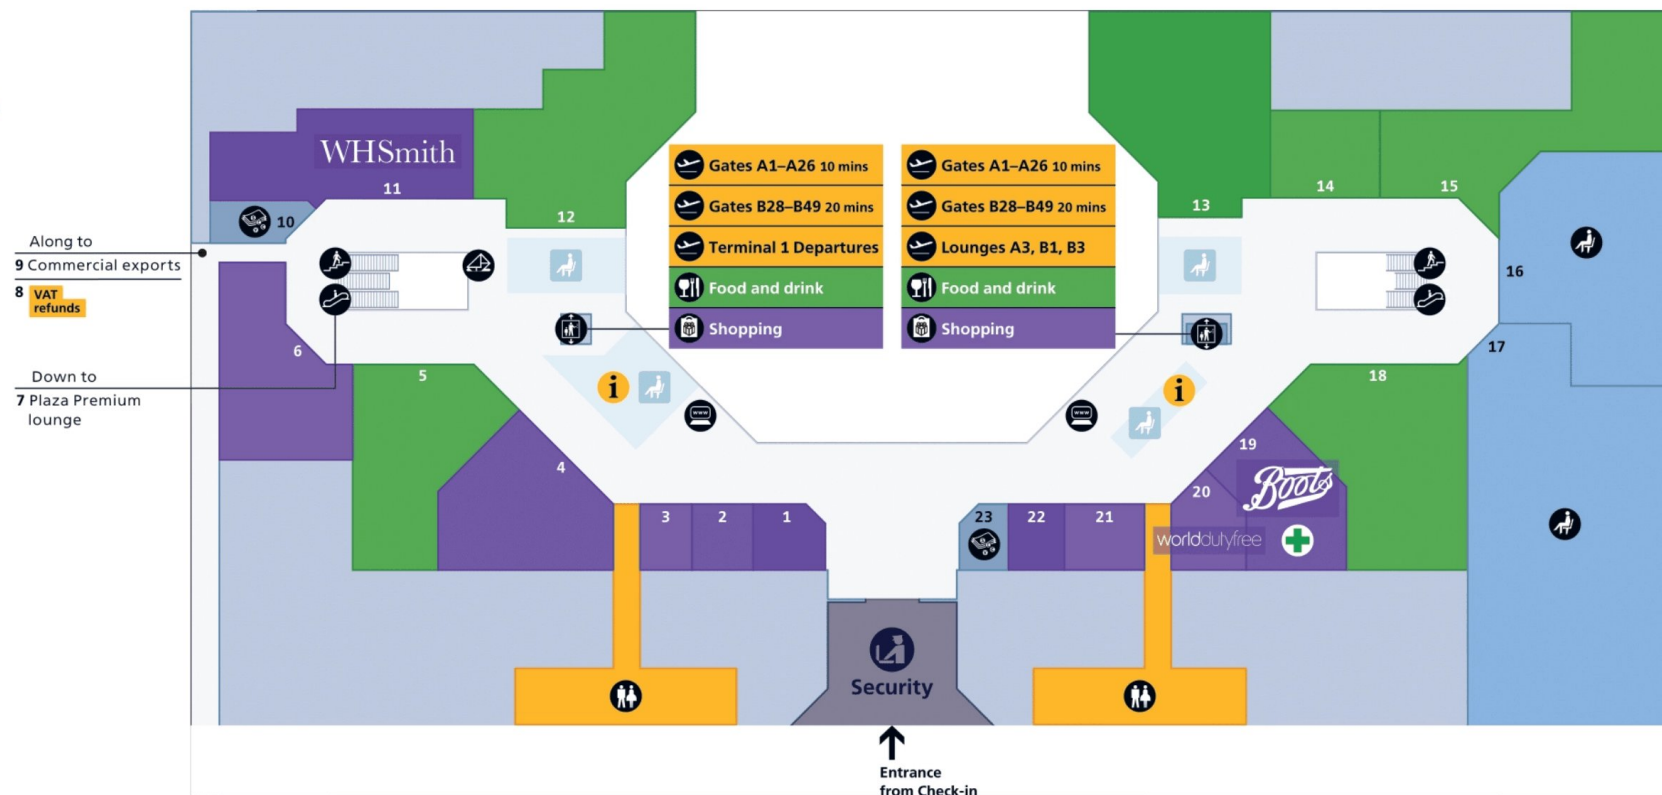 WHSmith
11
10
12
Along to
9 Commercial exports
8 VAT
refunds
Down to
7 Plaza Premium
lounge
6
5
4
3
2
1
Gates A1–A26 10 mins
Gates B28–B49 20 mins
Terminal 1 Departures
Food and drink
Shopping
Gates A1–A26 10 mins
Gates B28–B49 20 mins
Lounges A3, B1, B3
Food and drink
Shopping
i
www
i
www
13
14
15
16
17
18
19
Boots
20
worlddutyfree
21
22
23
Security
Entrance
from Check-in